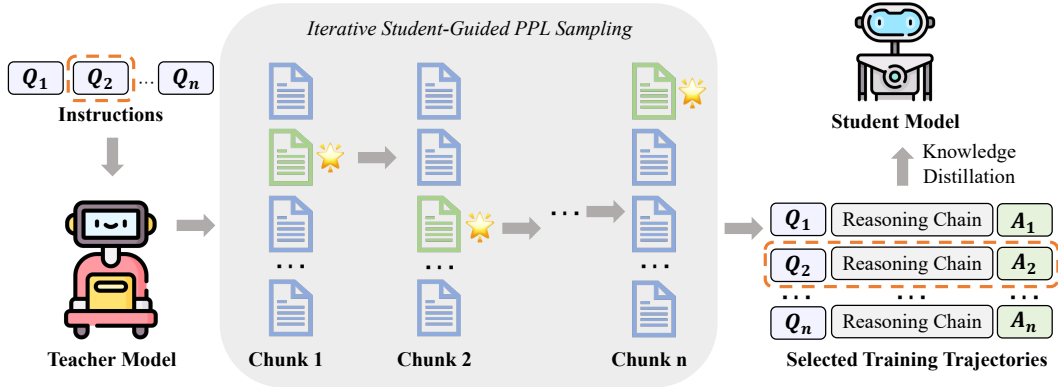 Iterative Student-Guided PPL Sampling
Q1 Q2 ... Qn
Instructions
Teacher Model
...
...
...
...
Chunk 1
Chunk 2
Chunk n
Student Model
Knowledge
Distillation
Q1 Reasoning Chain A1
Q2 Reasoning Chain A2
... ... ...
Qn Reasoning Chain An
Selected Training Trajectories